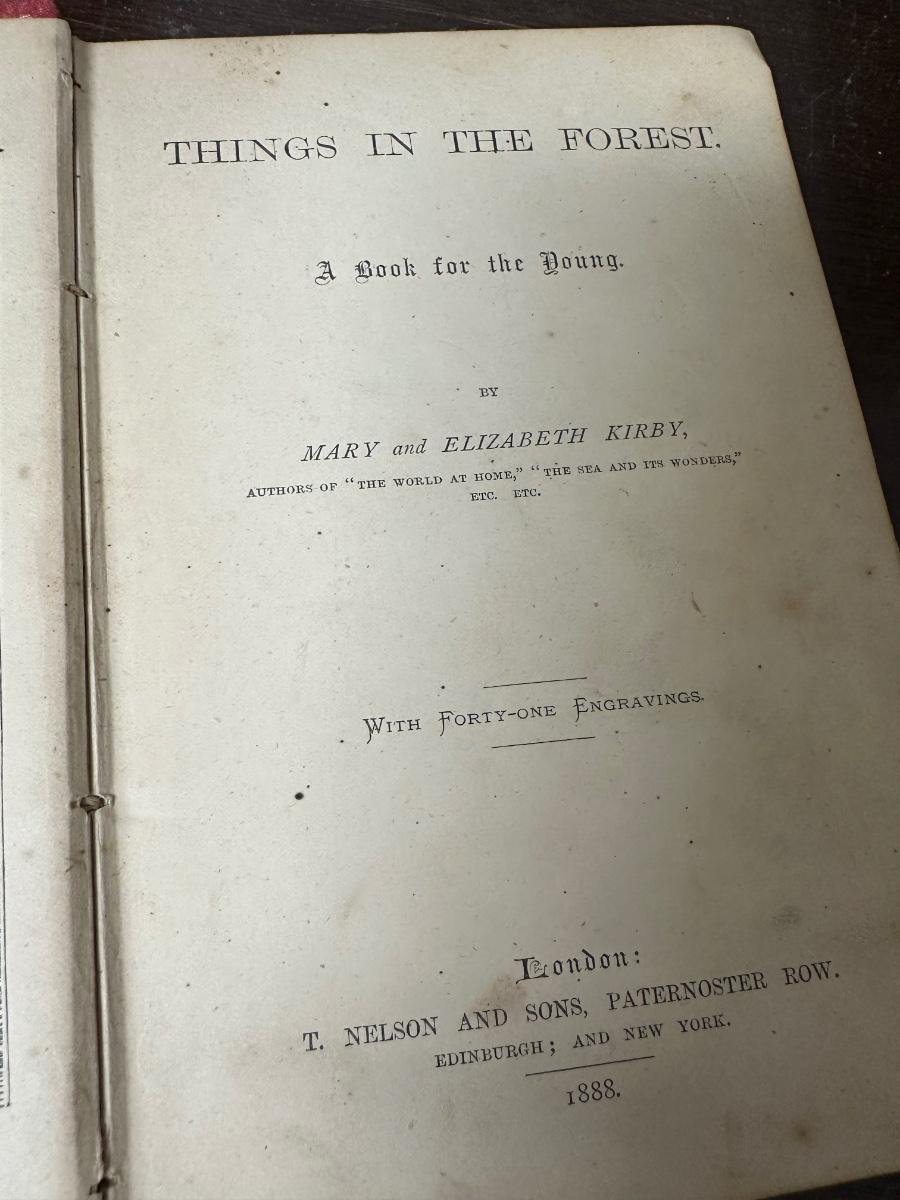 THINGS IN THE FOREST.
A Book for the Young.
BY
MARY and ELIZABETH KIRBY,
AUTHORS OF "THE WORLD AT HOME," "THE SEA AND ITS WONDERS,"
ETC. ETC.
WITH FORTY-ONE ENGRAVINGS.
London:
T. NELSON AND SONS, PATERNOSTER ROW.
EDINBURGH; AND NEW YORK.
1888.